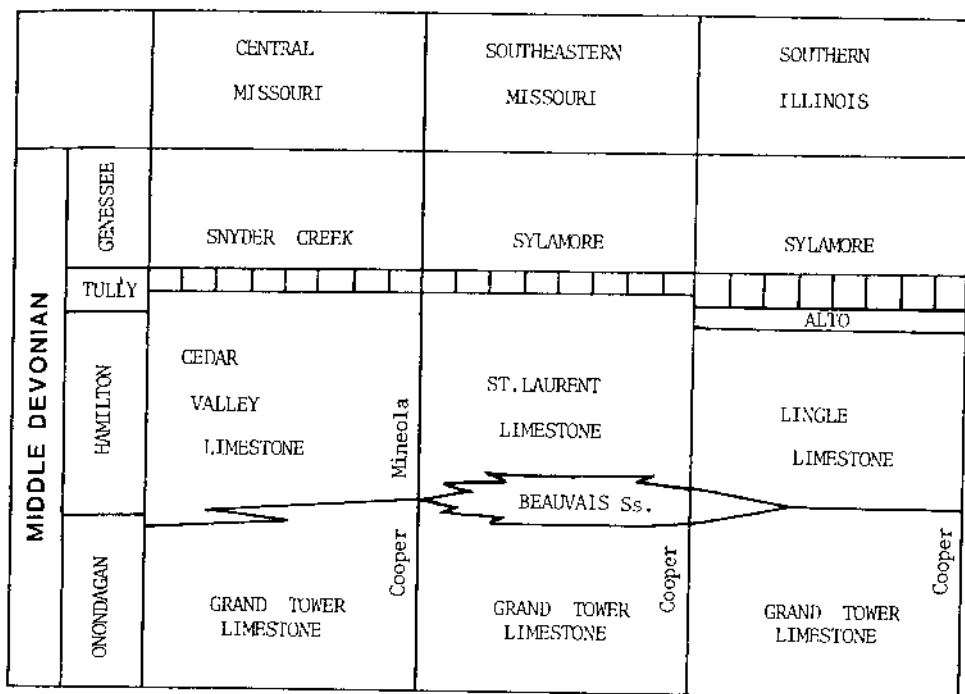 CENTRAL
MISSOURI
SOUTHEASTERN
MISSOURI
SOUTHERN
ILLINOIS
MIDDLE DEVONIAN
GENESSEE
SNYDER CREEK
SYLAMORE
SYLAMORE
TULLY
ALTO
HAMILTON
CEDAR
VALLEY
LIMESTONE
Mineola
ST. LAURENT
LIMESTONE
LINGLE
LIMESTONE
BEAUVAIS Ss.
ONONDAGAN
GRAND TOWER
LIMESTONE
Cooper
GRAND TOWER
LIMESTONE
Cooper
GRAND TOWER
LIMESTONE
Cooper